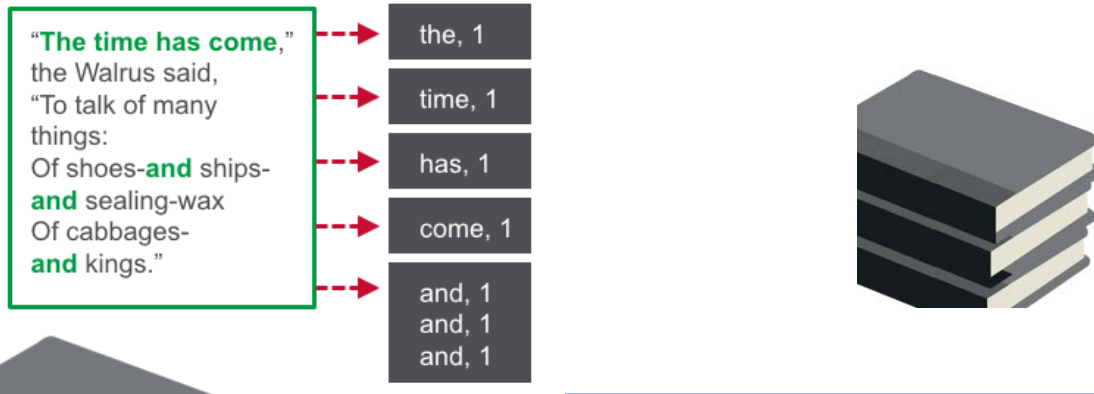 “The time has come,”
the Walrus said,
“To talk of many
things:
Of shoes-and ships-
and sealing-wax
Of cabbages-
and kings.”
the, 1
time, 1
has, 1
come, 1
and, 1
and, 1
and, 1